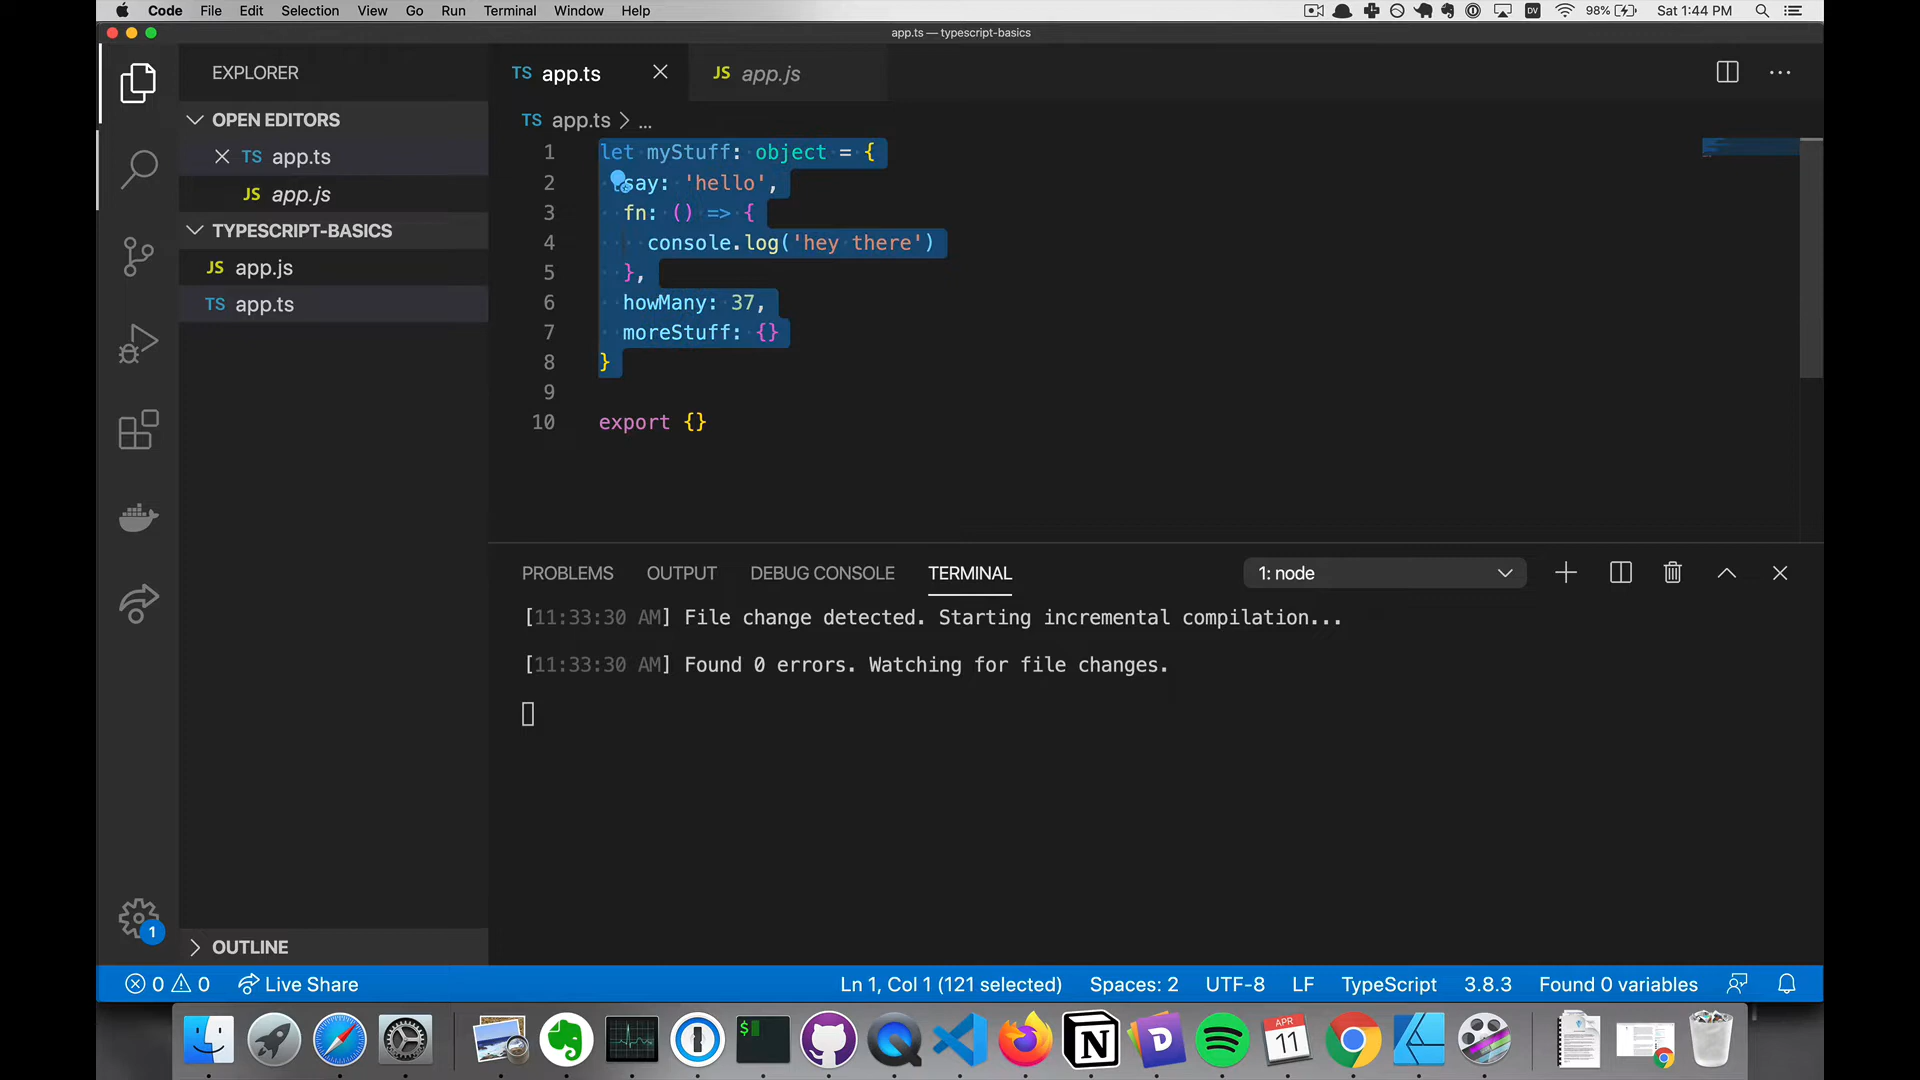 Code File Edit Selection View Go Run Terminal Window Help
DV 98% Sat 1:44 PM
app.ts — typescript-basics
EXPLORER
OPEN EDITORS
TS app.ts
JS app.js
TYPESCRIPT-BASICS
JS app.js
TS app.ts
OUTLINE
1
TS app.ts
JS app.js
TS app.ts > ...
1 let myStuff: object = {
2 say: 'hello',
3 fn: () => {
4 console.log('hey there')
5 },
6 howMany: 37,
7 moreStuff: {}
8 }
9
10 export {}
PROBLEMS OUTPUT DEBUG CONSOLE TERMINAL 1: node
[11:33:30 AM] File change detected. Starting incremental compilation...
[11:33:30 AM] Found 0 errors. Watching for file changes.
0 0 Live Share Ln 1, Col 1 (121 selected) Spaces: 2 UTF-8 LF TypeScript 3.8.3 Found 0 variables
$
N
D
APR
11